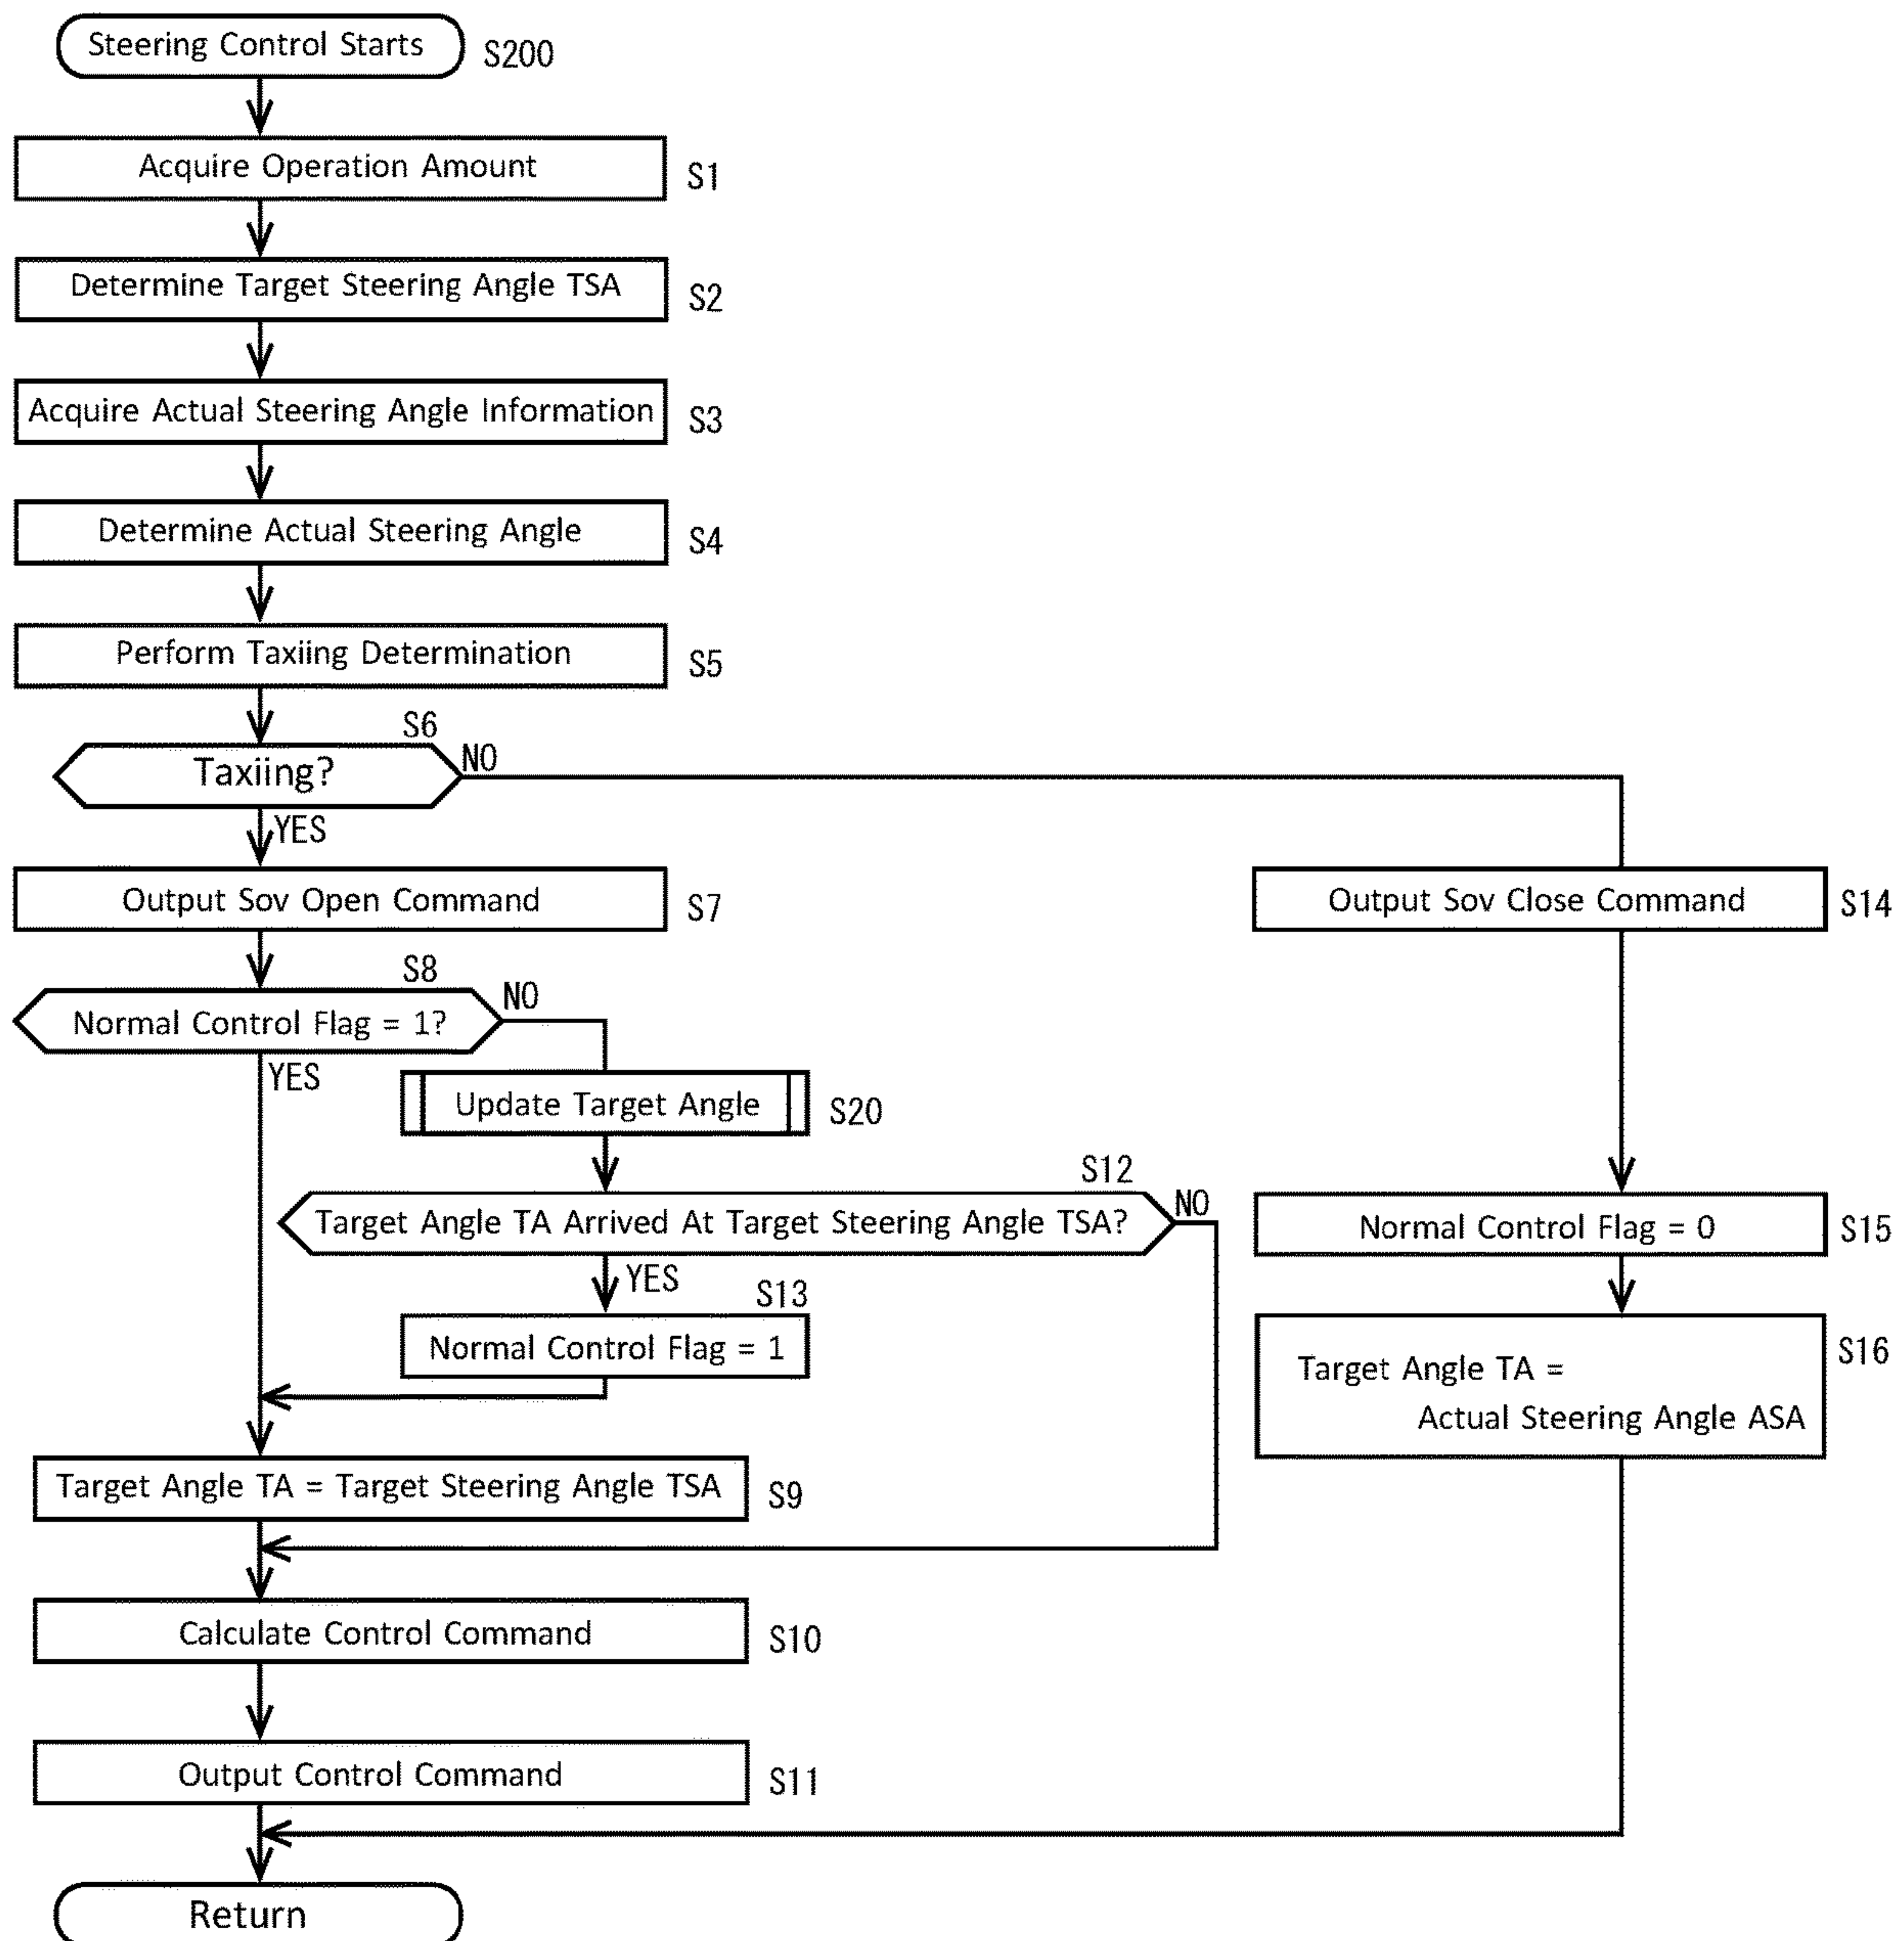 Steering Control Starts S200
Acquire Operation Amount S1
Determine Target Steering Angle TSA S2
Acquire Actual Steering Angle Information S3
Determine Actual Steering Angle S4
Perform Taxiing Determination S5
S6
Taxiing? NO
YES
Output Sov Open Command S7
Output Sov Close Command S14
S8
Normal Control Flag = 1? NO
YES
Update Target Angle S20
S12
Target Angle TA Arrived At Target Steering Angle TSA? NO
Normal Control Flag = 0 S15
YES
S13
Normal Control Flag = 1
Target Angle TA = S16
Actual Steering Angle ASA
Target Angle TA = Target Steering Angle TSA S9
Calculate Control Command S10
Output Control Command S11
Return